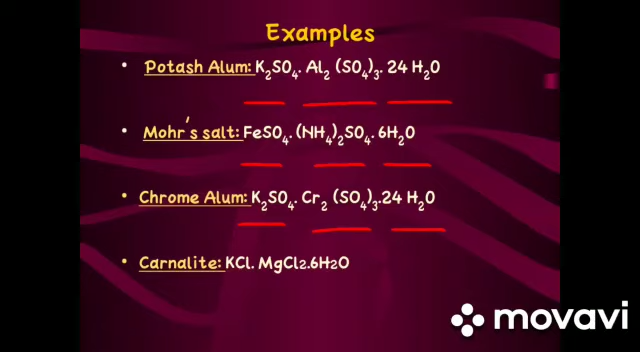 Examples
• Potash Alum: K₂SO₄. Al₂ (SO₄)₃. 24 H₂O
• Mohr's salt: FeSO₄. (NH₄)₂SO₄. 6H₂O
• Chrome Alum: K₂SO₄. Cr₂ (SO₄)₃.24 H₂O
• Carnalite: KCl. MgCl2.6H2O
movavi